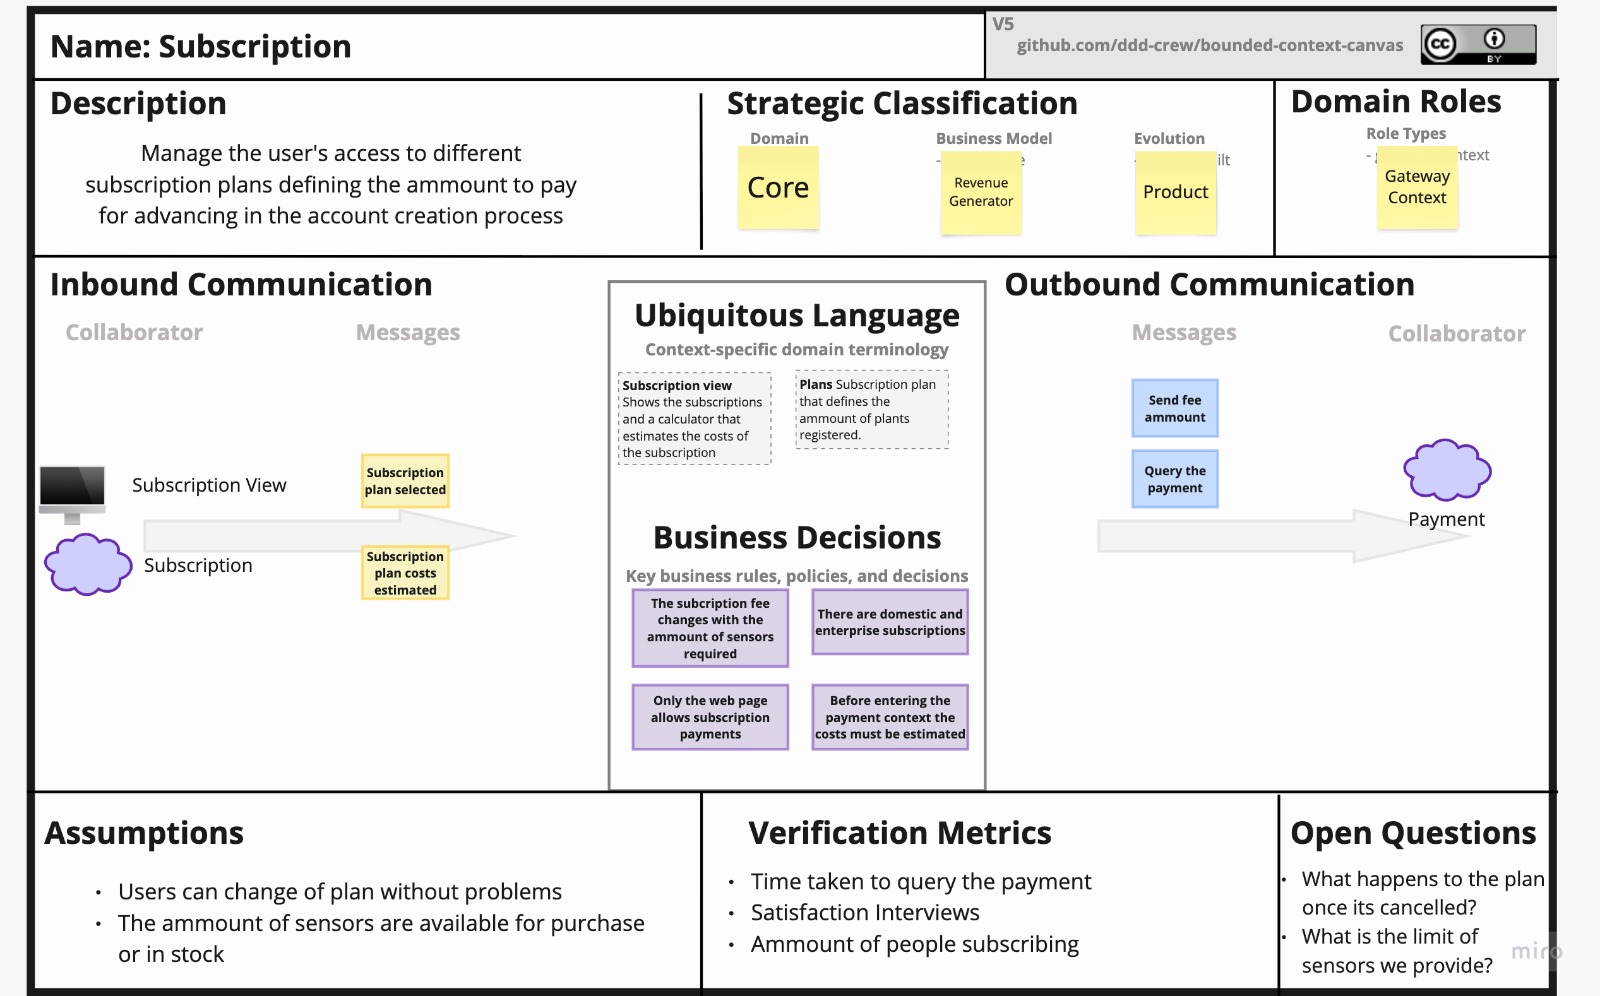 Name: Subscription
V5
github.com/ddd-crew/bounded-context-canvas
cc
BY
Description
Manage the user's access to different
subscription plans defining the ammount to pay
for advancing in the account creation process
Strategic Classification
Domain
Core
Business Model
Revenue
Generator
Evolution
Product
Domain Roles
Role Types
Gateway
Context
Inbound Communication
Collaborator
Messages
Subscription View
Subscription
Subscription
plan selected
Subscription
plan costs
estimated
Ubiquitous Language
Context-specific domain terminology
Subscription view
Shows the subscriptions
and a calculator that
estimates the costs of
the subscription
Plans Subscription plan
that defines the
ammount of plants
registered.
Business Decisions
Key business rules, policies, and decisions
The subcription fee
changes with the
ammount of sensors
required
There are domestic and
enterprise subscriptions
Only the web page
allows subscription
payments
Before entering the
payment context the
costs must be estimated
Outbound Communication
Messages
Collaborator
Send fee
ammount
Query the
payment
Payment
Assumptions
• Users can change of plan without problems
• The ammount of sensors are available for purchase
or in stock
Verification Metrics
• Time taken to query the payment
• Satisfaction Interviews
• Ammount of people subscribing
Open Questions
• What happens to the plan
once its cancelled?
• What is the limit of
sensors we provide?
miro